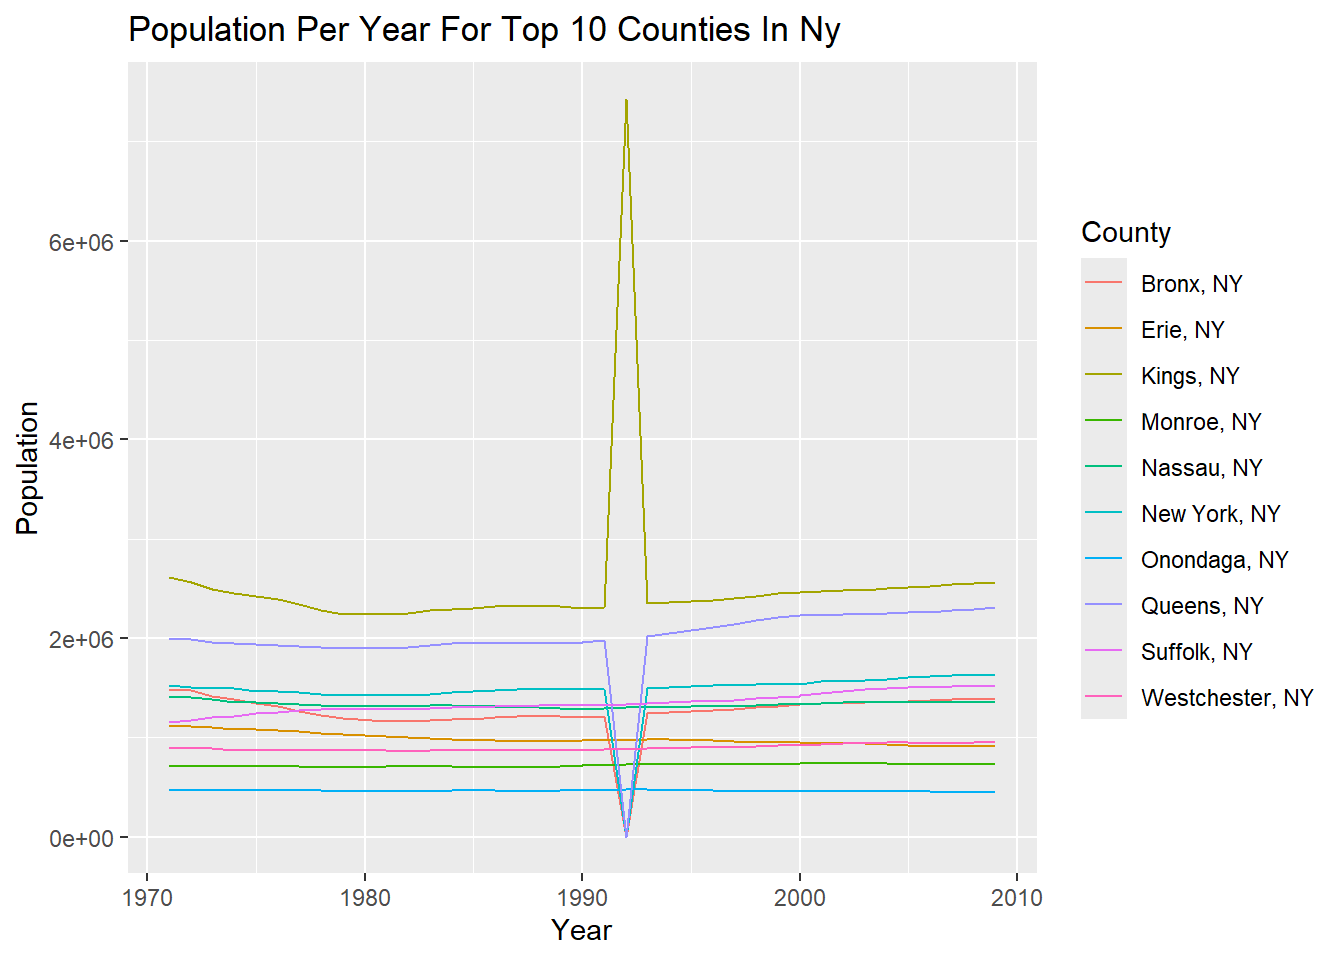 Population Per Year For Top 10 Counties In Ny
Population
6e+06
4e+06
2e+06
0e+00
1970
1980
1990
2000
2010
Year
County
Bronx, NY
Erie, NY
Kings, NY
Monroe, NY
Nassau, NY
New York, NY
Onondaga, NY
Queens, NY
Suffolk, NY
Westchester, NY